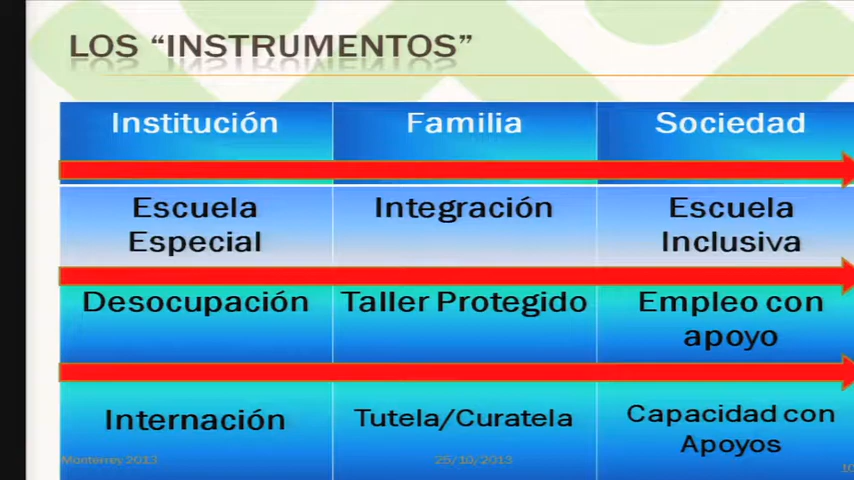 LOS “INSTRUMENTOS”
Institución Familia Sociedad
Escuela Especial Integración Escuela Inclusiva
Desocupación Taller Protegido Empleo con apoyo
Internación Tutela/Curatela Capacidad con Apoyos
Monterrey 2013 25/10/2013 10